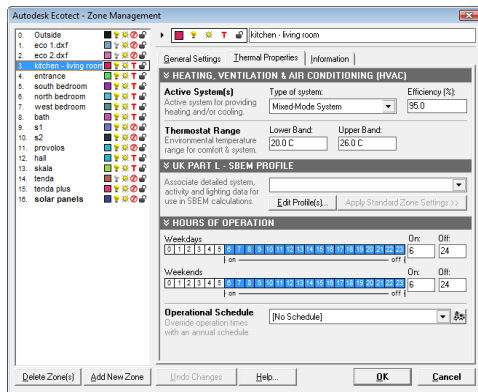 Autodesk Ecotect - Zone Management
0. Outside
1. eco 1.dxf
2. eco 2.dxf
3. kitchen - living room
4. entrance
5. south bedroom
6. north bedroom
7. west bedroom
8. bath
9. s1
10. s2
11. provolos
12. hall
13. skala
14. tenda
15. tenda plus
16. solar panels
kitchen - living room
General Settings Thermal Properties Information
HEATING, VENTILATION & AIR CONDITIONING (HVAC)
Active System(s) Type of system: Efficiency (%):
Active system for providing
heating and/or cooling. Mixed-Mode System 95.0
Thermostat Range Lower Band: Upper Band:
Environmental temperature
range for comfort & system. 20.0 C 26.0 C
UK PART L - SBEM PROFILE
Associate detailed system,
activity and lighting data for
use in SBEM calculations. Edit Profile(s)... Apply Standard Zone Settings >>
HOURS OF OPERATION
Weekdays On: Off:
0 1 2 3 4 5 6 7 8 9 10 11 12 13 14 15 16 17 18 19 20 21 22 23 6 24
on off
Weekends On: Off:
0 1 2 3 4 5 6 7 8 9 10 11 12 13 14 15 16 17 18 19 20 21 22 23 6 24
on off
Operational Schedule [No Schedule]
Override operation times
with an annual schedule.
Delete Zone(s) Add New Zone Undo Changes Help... OK Cancel